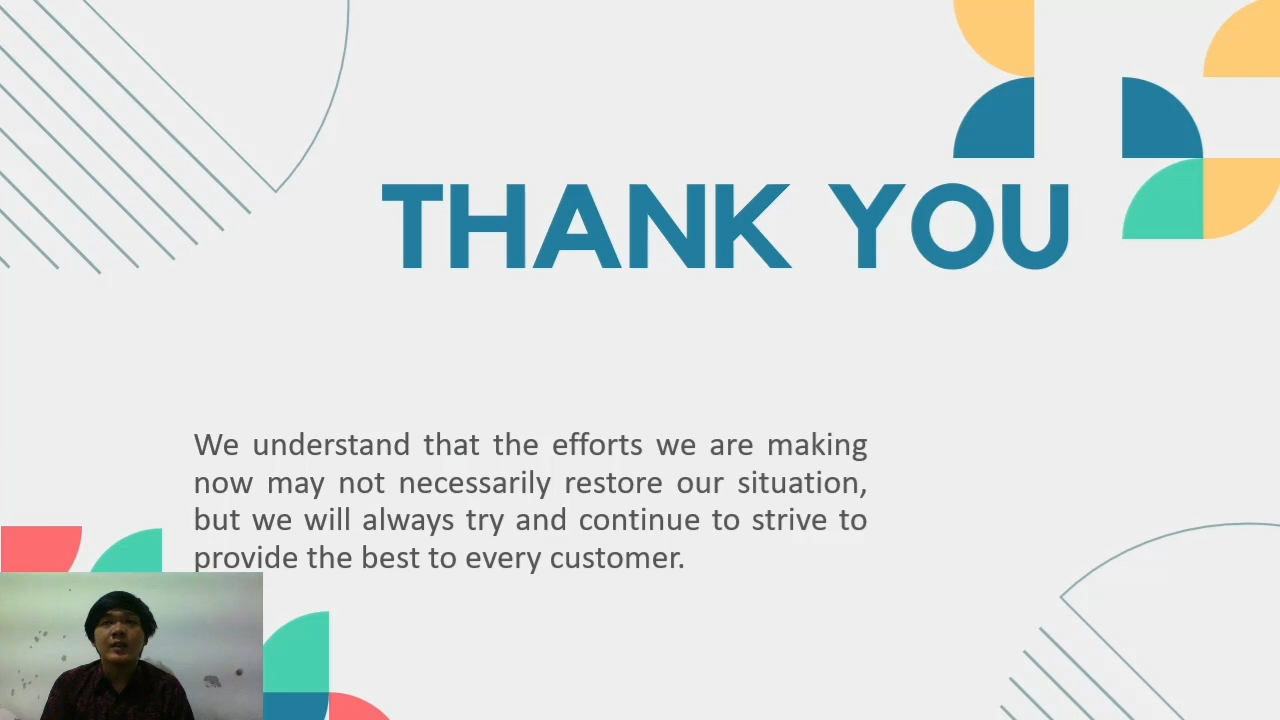 THANK YOU
We understand that the efforts we are making
now may not necessarily restore our situation,
but we will always try and continue to strive to
provide the best to every customer.